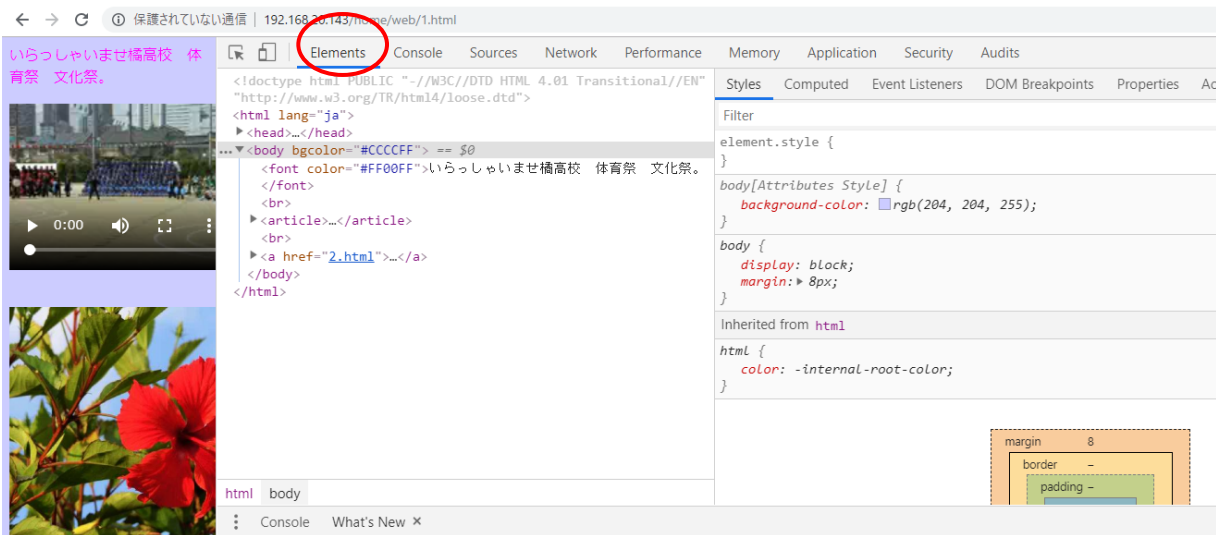 保護されていない通信 | 192.168.20.143/home/web/1.html
いらっしゃいませ橘高校　体
育祭　文化祭。
0:00
Elements Console Sources Network Performance Memory Application Security Audits
<!doctype html PUBLIC "-//W3C//DTD HTML 4.01 Transitional//EN"
"http://www.w3.org/TR/html4/loose.dtd">
<html lang="ja">
<head>…</head>
<body bgcolor="#CCCCFF"> == $0
<font color="#FF00FF">いらっしゃいませ橘高校　体育祭　文化祭。
</font>
<br>
<article>…</article>
<br>
<a href="2.html">…</a>
</body>
</html>
html body
Styles Computed Event Listeners DOM Breakpoints Properties Ac
Filter
element.style {
}
body[Attributes Style] {
background-color: rgb(204, 204, 255);
}
body {
display: block;
margin: 8px;
}
Inherited from html
html {
color: -internal-root-color;
}
margin 8
border –
padding –
Console What's New ×